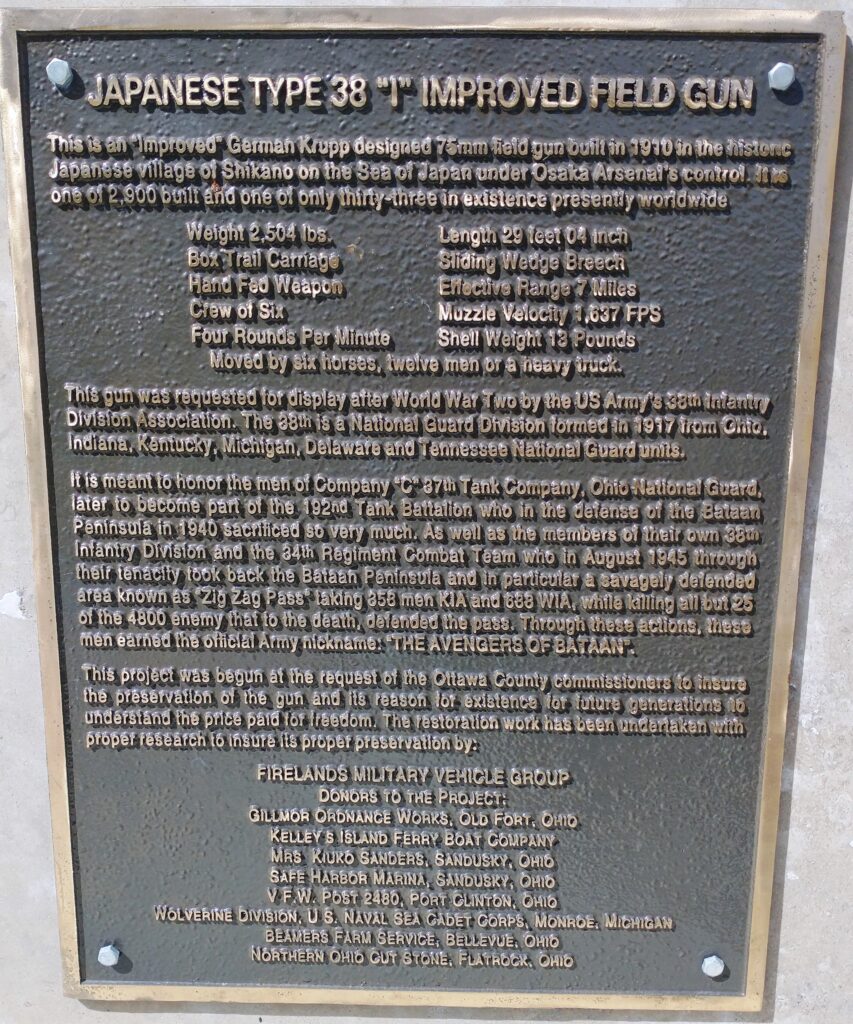 JAPANESE TYPE 38 "I" IMPROVED FIELD GUN
This is an "Improved" German Krupp designed 75mm field gun built in 1910 in the historic
Japanese village of Shikano on the Sea of Japan under Osaka Arsenal's control. It is
one of 2,900 built and one of only thirty-three in existence presently worldwide
Weight 2,504 lbs. Length 29 feet 04 inch
Box Trail Carriage Sliding Wedge Breech
Hand Fed Weapon Effective Range 7 Miles
Crew of Six Muzzle Velocity 1,637 FPS
Four Rounds Per Minute Shell Weight 13 Pounds
Moved by six horses, twelve men or a heavy truck.
This gun was requested for display after World War Two by the US Army's 38th Infantry
Division Association. The 38th is a National Guard Division formed in 1917 from Ohio,
Indiana, Kentucky, Michigan, Delaware and Tennessee National Guard units.
It is meant to honor the men of Company "C" 37th Tank Company, Ohio National Guard,
later to become part of the 192nd Tank Battalion who in the defense of the Bataan
Peninsula in 1940 sacrificed so very much. As well as the members of their own 38th
Infantry Division and the 34th Regiment Combat Team who in August 1945 through
their tenacity took back the Bataan Peninsula and in particular a savagely defended
area known as "Zig Zag Pass" taking 358 men KIA and 888 WIA, while killing all but 25
of the 4800 enemy that to the death, defended the pass. Through these actions, these
men earned the official Army nickname: "THE AVENGERS OF BATAAN".
This project was begun at the request of the Ottawa County commissioners to insure
the preservation of the gun and its reason for existence for future generations to
understand the price paid for freedom. The restoration work has been undertaken with
proper research to insure its proper preservation by:
FIRELANDS MILITARY VEHICLE GROUP
DONORS TO THE PROJECT:
GILLMOR ORDNANCE WORKS, OLD FORT, OHIO
KELLEY'S ISLAND FERRY BOAT COMPANY
MRS. KIUKO SANDERS, SANDUSKY, OHIO
SAFE HARBOR MARINA, SANDUSKY, OHIO
V.F.W. POST 2480, PORT CLINTON, OHIO
WOLVERINE DIVISION, U.S. NAVAL SEA CADET CORPS, MONROE, MICHIGAN
BEAMERS FARM SERVICE, BELLEVUE, OHIO
NORTHERN OHIO CUT STONE, FLATROCK, OHIO